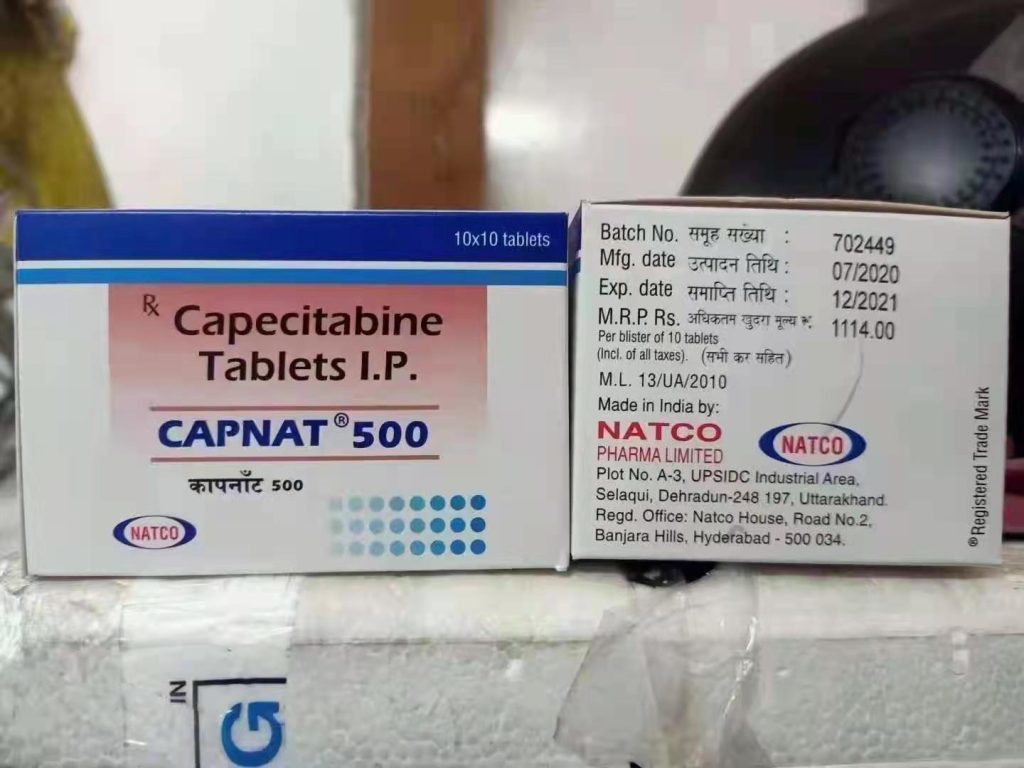 10x10 tablets
Rx Capecitabine
Tablets I.P.
CAPNAT® 500
कापनॉट 500
NATCO
Batch No. समूह सख्या : 702449
Mfg. date उत्पादन तिथि : 07/2020
Exp. date समाप्ति तिथि : 12/2021
M.R.P. Rs. अधिकतम खुदरा मूल्य रू. 1114.00
Per blister of 10 tablets
(Incl. of all taxes). (सभी कर सहित)
M.L. 13/UA/2010
Made in India by:
NATCO
PHARMA LIMITED
NATCO
Plot No. A-3, UPSIDC Industrial Area,
Selaqui, Dehradun-248 197, Uttarakhand.
Regd. Office: Natco House, Road No.2,
Banjara Hills, Hyderabad - 500 034.
®Registered Trade Mark
IN
G